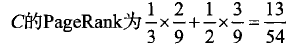 C的PageRank为 1/3 × 2/9 + 1/2 × 3/9 = 13/54